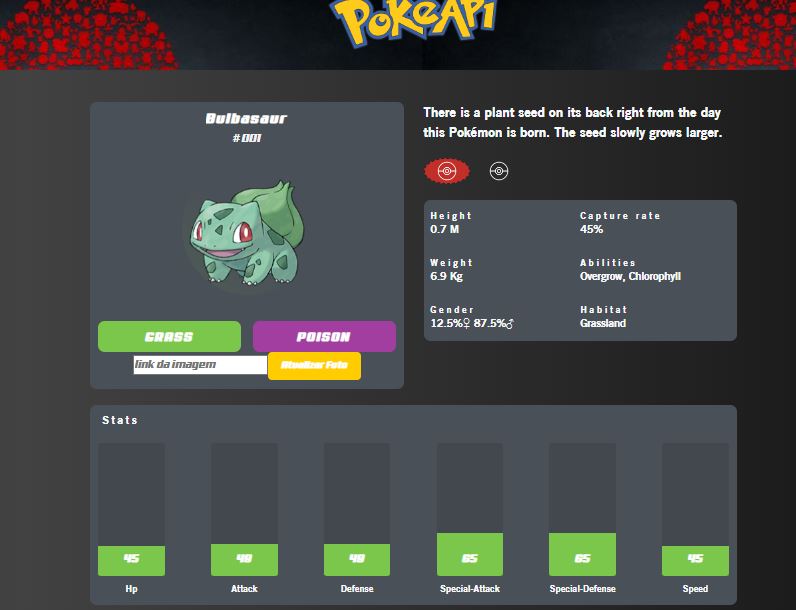 PokeApi
Bulbasaur
#001
GRASS
POISON
link da imagem
Atualizar Foto
There is a plant seed on its back right from the day
this Pokémon is born. The seed slowly grows larger.
Height
0.7 M
Capture rate
45%
Weight
6.9 Kg
Abilities
Overgrow, Chlorophyll
Gender
12.5%♀ 87.5%♂
Habitat
Grassland
Stats
45
49
49
65
65
45
Hp
Attack
Defense
Special-Attack
Special-Defense
Speed